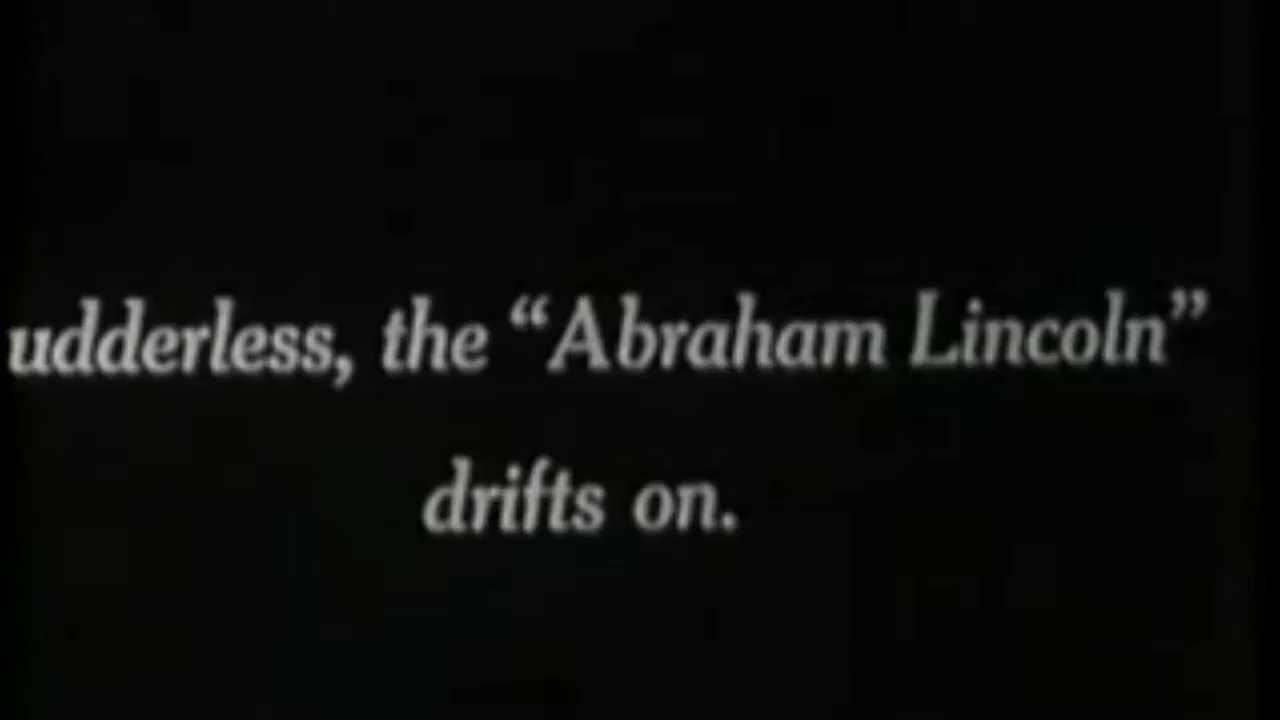 udderless, the “Abraham Lincoln”
drifts on.